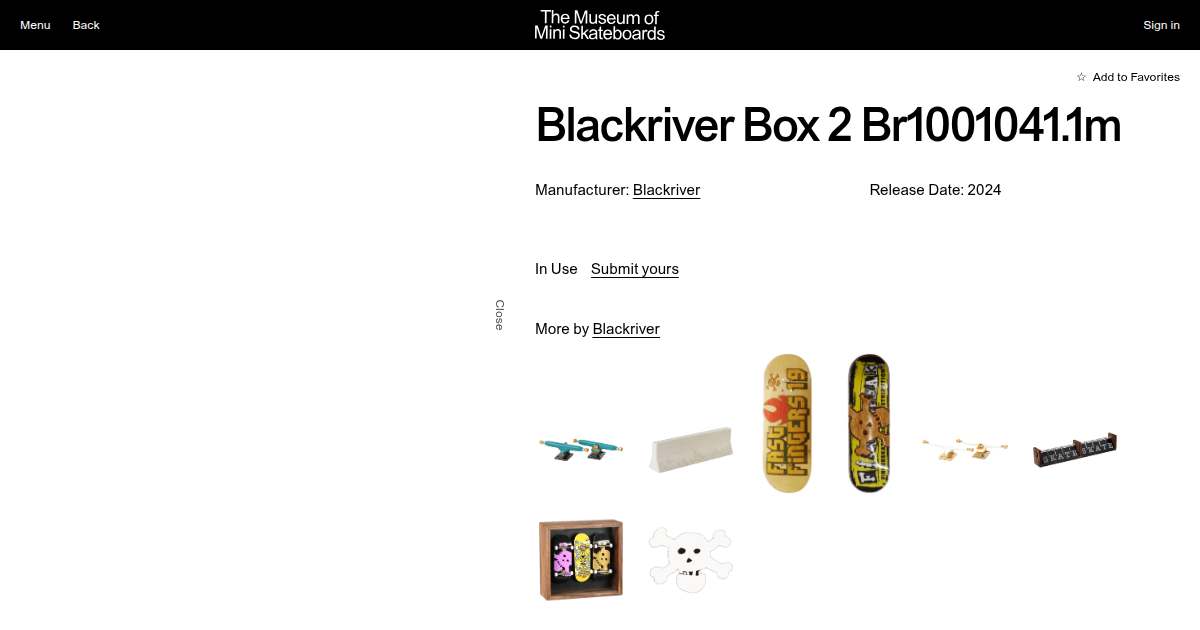 Menu
Back
The Museum of
Mini Skateboards
Sign in
☆ Add to Favorites
Blackriver Box 2 Br1001041.1m
Manufacturer: Blackriver
Release Date: 2024
In Use Submit yours
Close
More by Blackriver
FAST
FINGERS 19